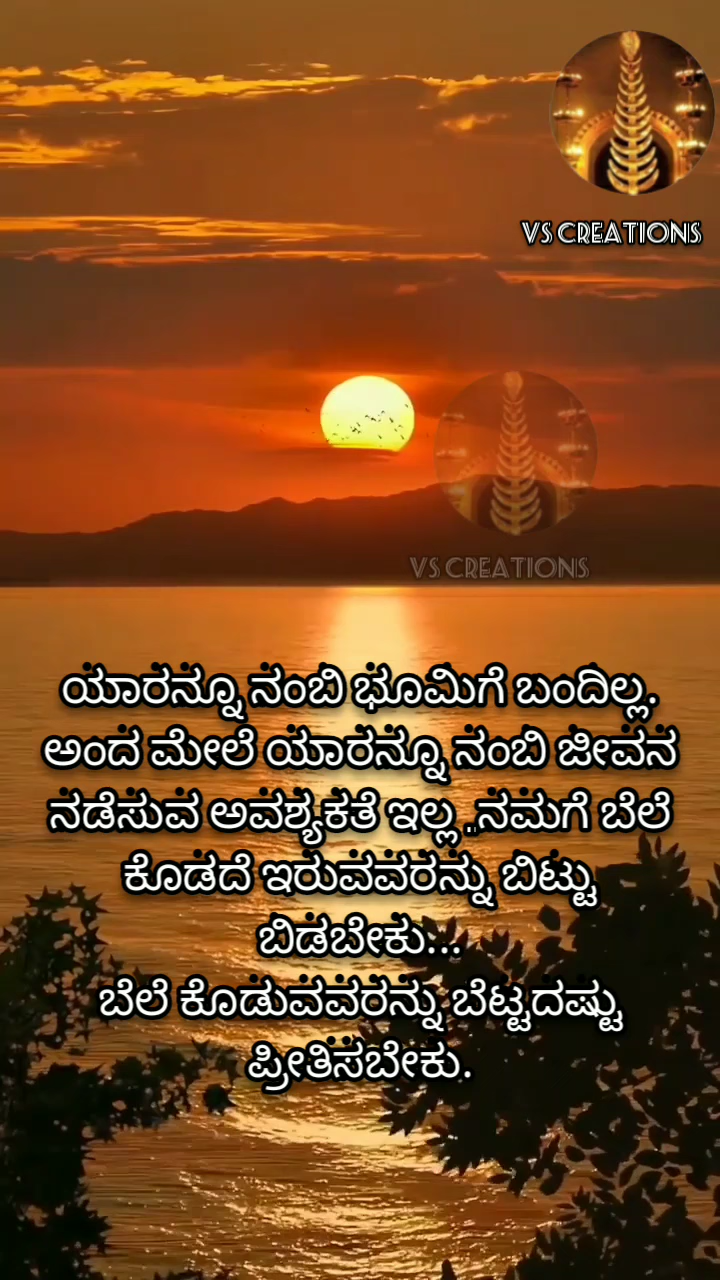 VS CREATIONS
VS CREATIONS
ಯಾರನ್ನೂ ನಂಬಿ ಭೂಮಿಗೆ ಬಂದಿಲ್ಲ.
ಅಂದ ಮೇಲೆ ಯಾರನ್ನೂ ನಂಬಿ ಜೀವನ
ನಡೆಸುವ ಅವಶ್ಯಕತೆ ಇಲ್ಲ..ನಮಗೆ ಬೆಲೆ
ಕೊಡದೆ ಇರುವವರನ್ನು ಬಿಟ್ಟು
ಬಿಡಬೇಕು...
ಬೆಲೆ ಕೊಡುವವರನ್ನು ಬೆಟ್ಟದಷ್ಟು
ಪ್ರೀತಿಸಬೇಕು.